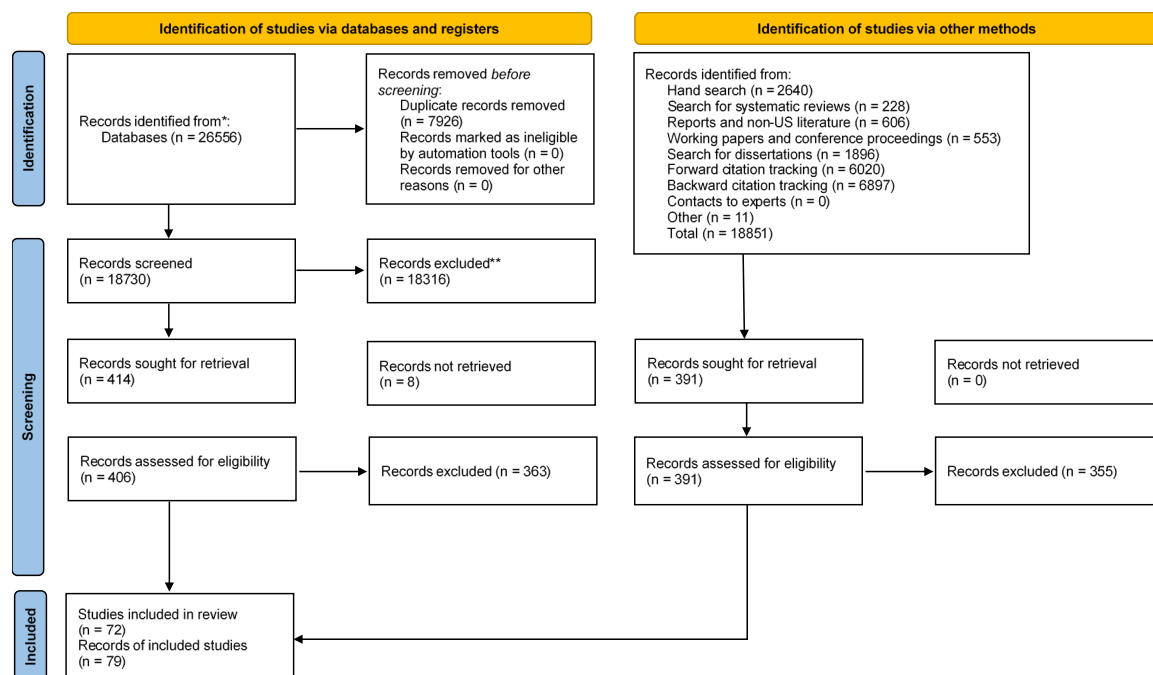 Identification of studies via databases and registers
Identification of studies via other methods
Identification
Records identified from*:
Databases (n = 26556)
Records removed before
screening:
Duplicate records removed
(n = 7926)
Records marked as ineligible
by automation tools (n = 0)
Records removed for other
reasons (n = 0)
Records identified from:
Hand search (n = 2640)
Search for systematic reviews (n = 228)
Reports and non-US literature (n = 606)
Working papers and conference proceedings (n = 553)
Search for dissertations (n = 1896)
Forward citation tracking (n = 6020)
Backward citation tracking (n = 6897)
Contacts to experts (n = 0)
Other (n = 11)
Total (n = 18851)
Screening
Records screened
(n = 18730)
Records excluded**
(n = 18316)
Records sought for retrieval
(n = 414)
Records not retrieved
(n = 8)
Records sought for retrieval
(n = 391)
Records not retrieved
(n = 0)
Records assessed for eligibility
(n = 406)
Records excluded (n = 363)
Records assessed for eligibility
(n = 391)
Records excluded (n = 355)
Included
Studies included in review
(n = 72)
Records of included studies
(n = 79)